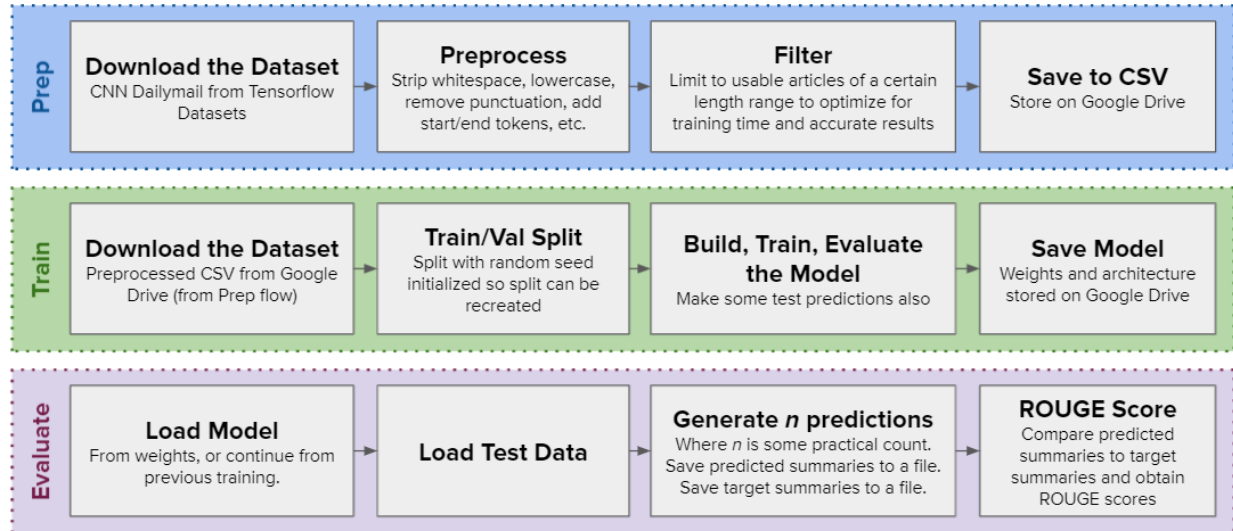 Prep
Download the Dataset
CNN Dailymail from Tensorflow
Datasets
Preprocess
Strip whitespace, lowercase,
remove punctuation, add
start/end tokens, etc.
Filter
Limit to usable articles of a certain
length range to optimize for
training time and accurate results
Save to CSV
Store on Google Drive
Train
Download the Dataset
Preprocessed CSV from Google
Drive (from Prep flow)
Train/Val Split
Split with random seed
initialized so split can be
recreated
Build, Train, Evaluate
the Model
Make some test predictions also
Save Model
Weights and architecture
stored on Google Drive
Evaluate
Load Model
From weights, or continue from
previous training.
Load Test Data
Generate n predictions
Where n is some practical count.
Save predicted summaries to a file.
Save target summaries to a file.
ROUGE Score
Compare predicted
summaries to target
summaries and obtain
ROUGE scores